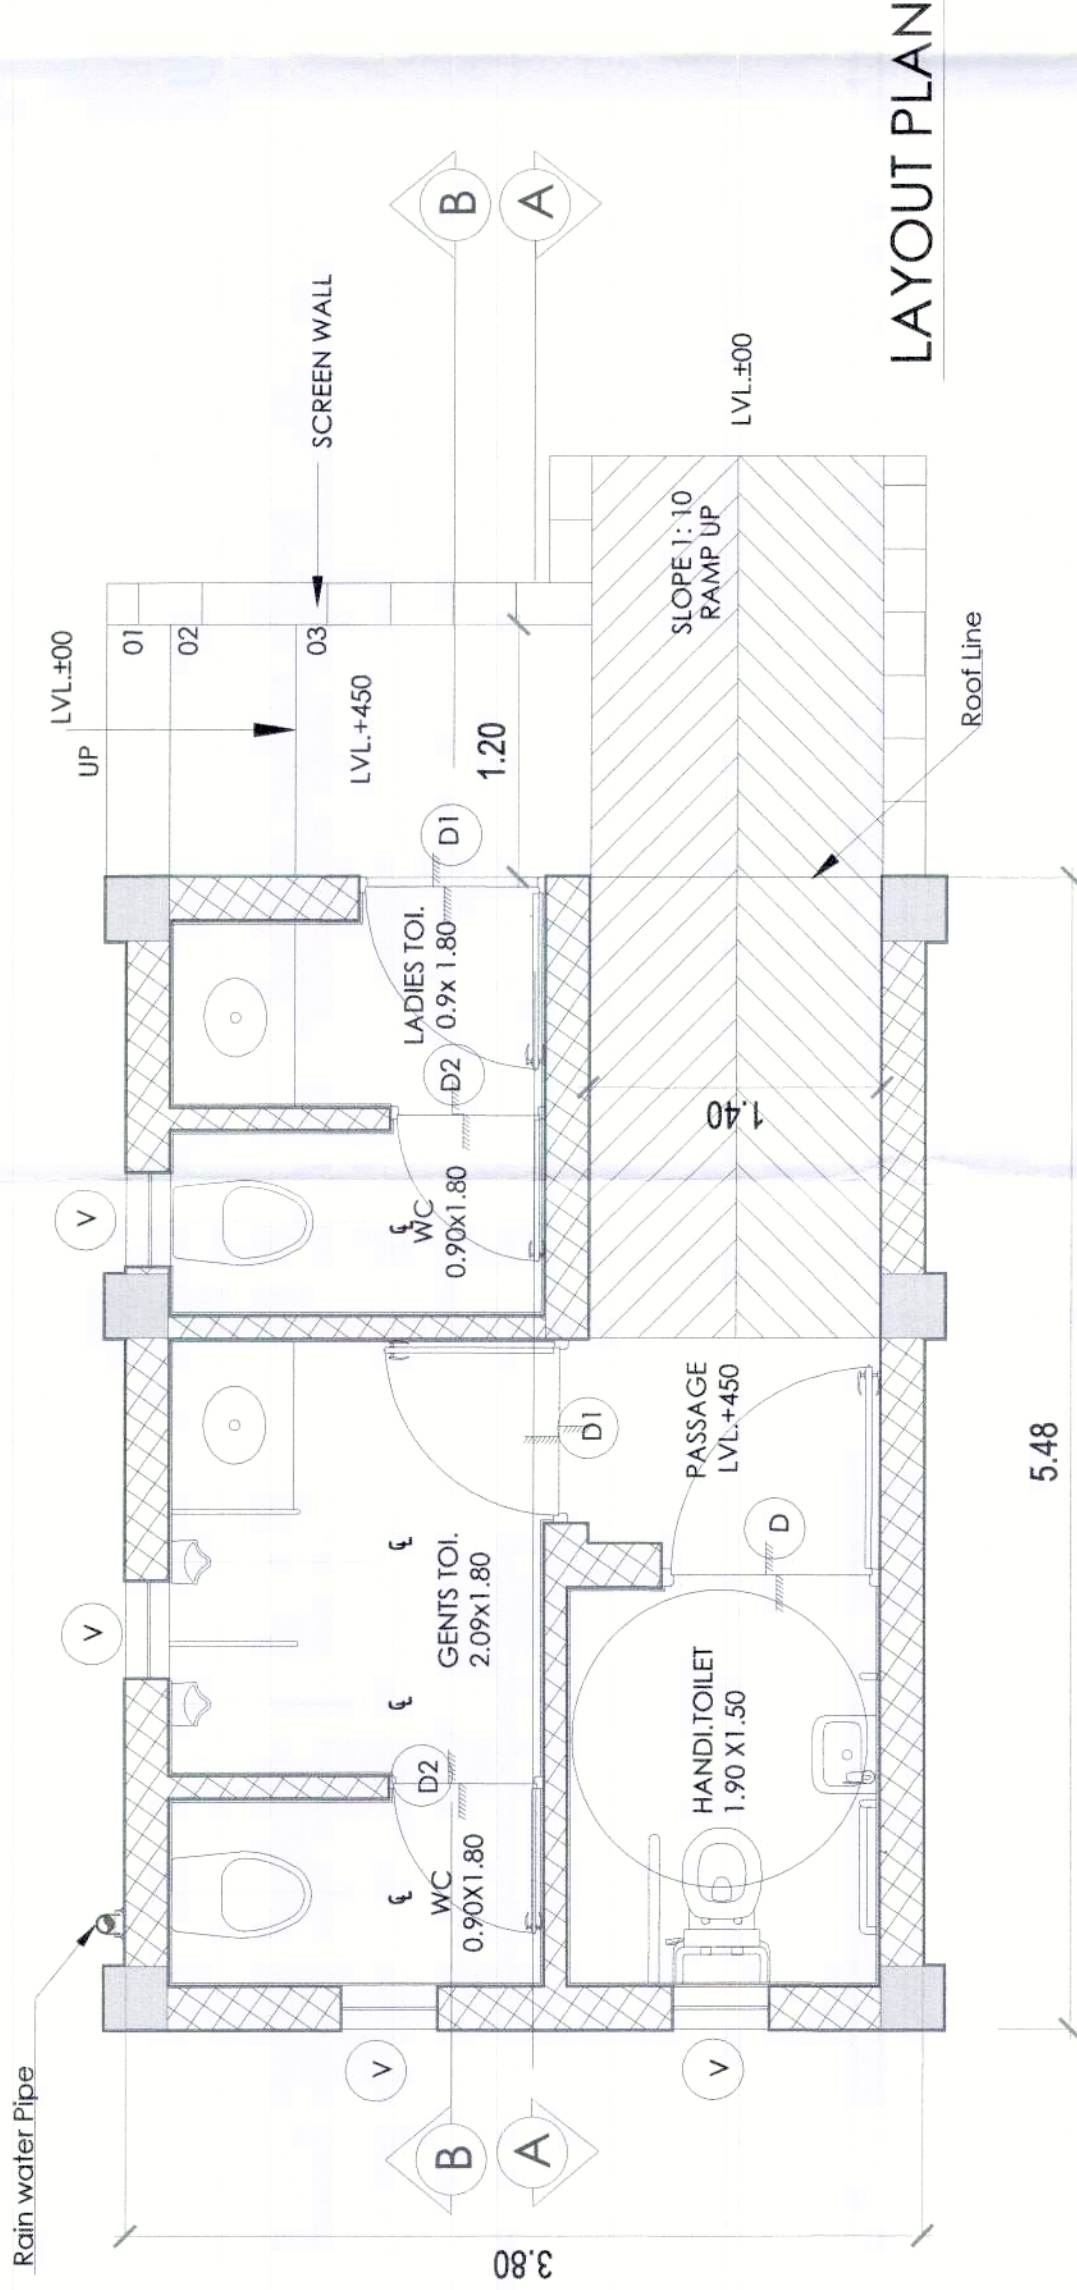 Rain water Pipe
V
V
LVL.±00
UP
01
02
03
SCREEN WALL
LVL.+450
1.20
V
WC
0.90X1.80
D2
GENTS TOI.
2.09x1.80
℄
℄
℄
℄
WC
0.90x1.80
D2
LADIES TOI.
0.9x 1.80
D1
D1
B
A
B
A
V
HANDI.TOILET
1.90 X1.50
D
PASSAGE
LVL.+450
1.40
SLOPE 1: 10
RAMP UP
LVL.±00
Roof Line
3.80
5.48
LAYOUT PLAN